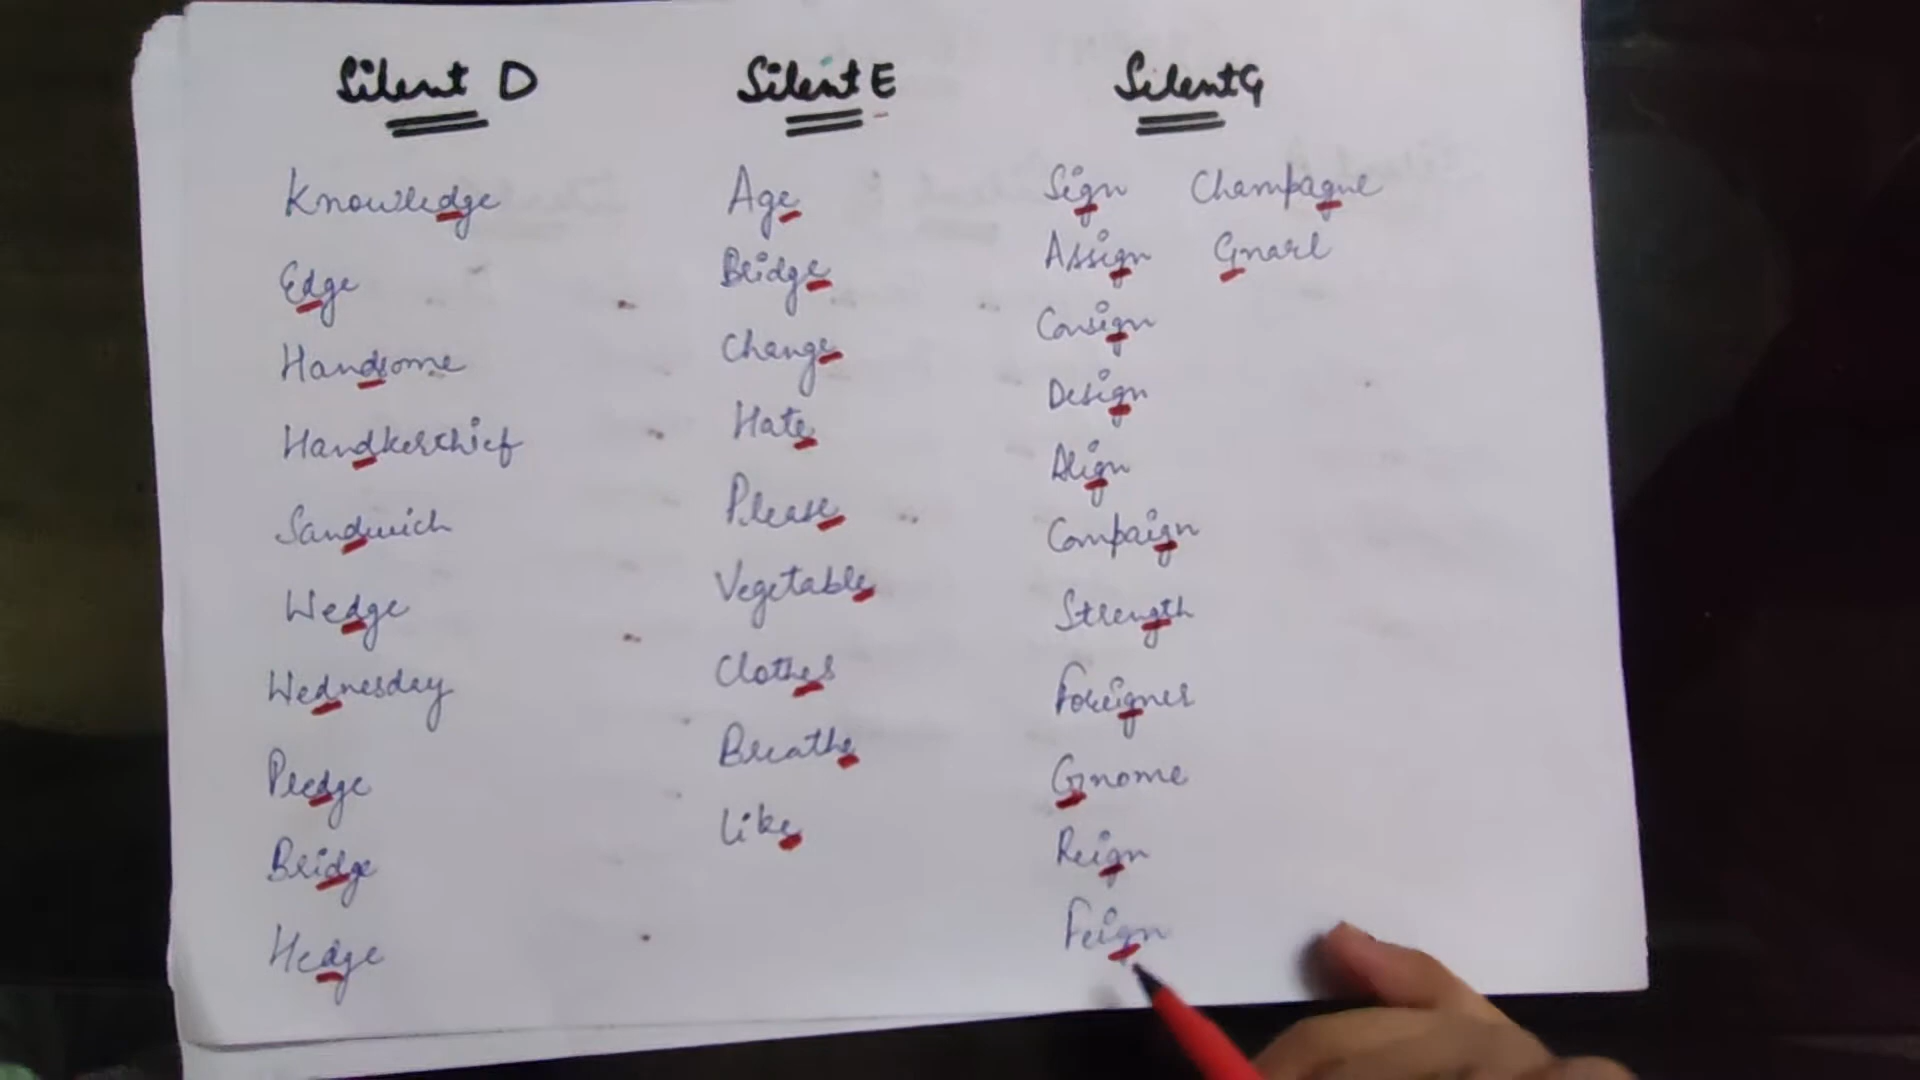 Silent D
Knowledge
Edge
Handsome
Handkerchief
Sandwich
Wedge
Wednesday
Pledge
Bridge
Hedge
Silent E
Age
Bridge
Change
Hate
Please
Vegetable
Clothes
Breathe
Like
Silent G
Sign Champagne
Assign Gnarl
Consign
Design
Align
Campaign
Strength
Foreigner
Gnome
Reign
Feign